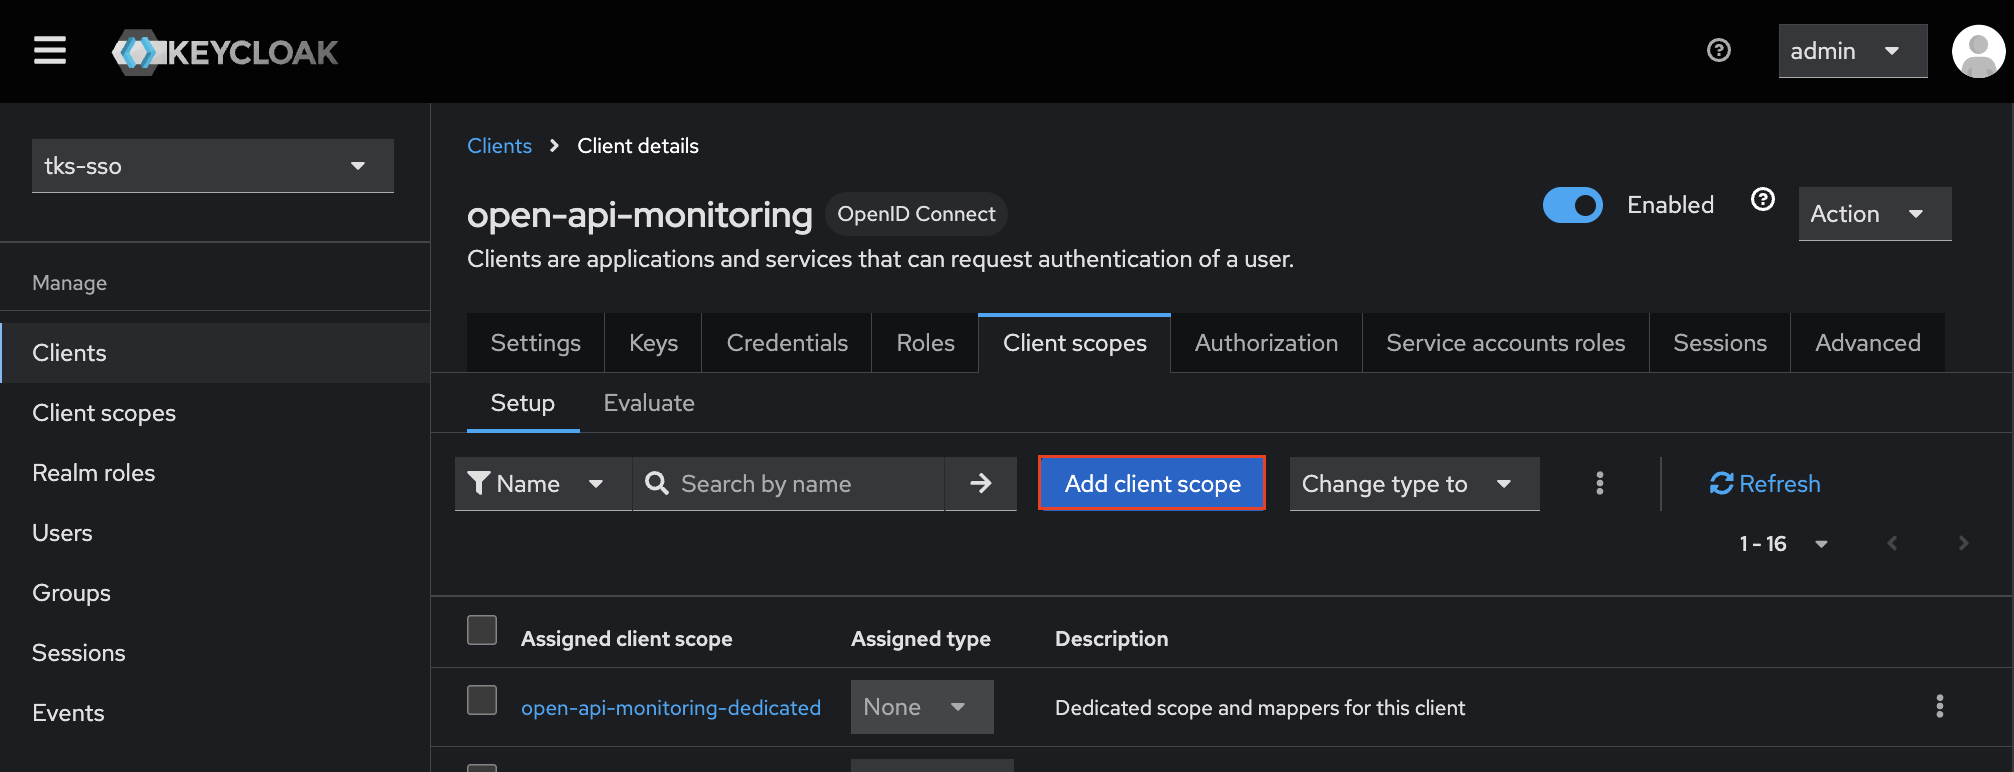 KEYCLOAK
admin
tks-sso
Manage
Clients
Client scopes
Realm roles
Users
Groups
Sessions
Events
Clients Client details
open-api-monitoring OpenID Connect
Enabled
Action
Clients are applications and services that can request authentication of a user.
Settings Keys Credentials Roles Client scopes Authorization Service accounts roles Sessions Advanced
Setup Evaluate
Name Search by name Add client scope Change type to Refresh
1 - 16
Assigned client scope Assigned type Description
open-api-monitoring-dedicated None Dedicated scope and mappers for this client